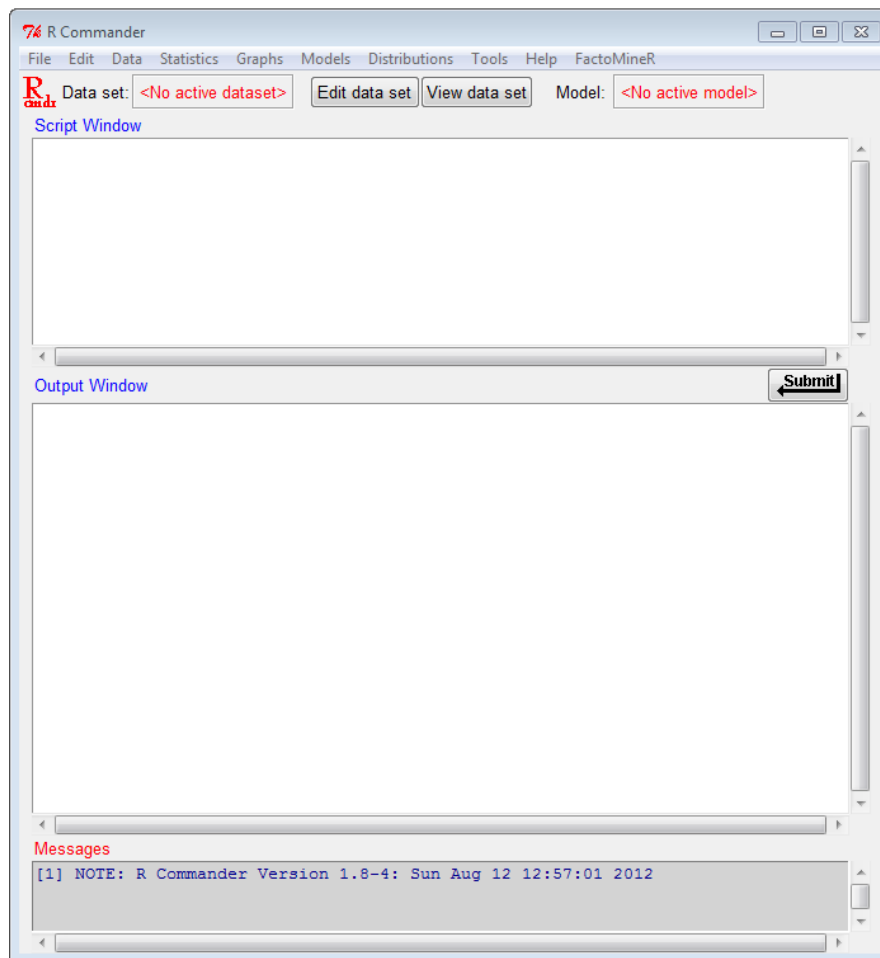 R Commander
File Edit Data Statistics Graphs Models Distributions Tools Help FactoMineR
R cmdr Data set: <No active dataset> Edit data set View data set Model: <No active model>
Script Window
Output Window Submit
Messages
[1] NOTE: R Commander Version 1.8-4: Sun Aug 12 12:57:01 2012